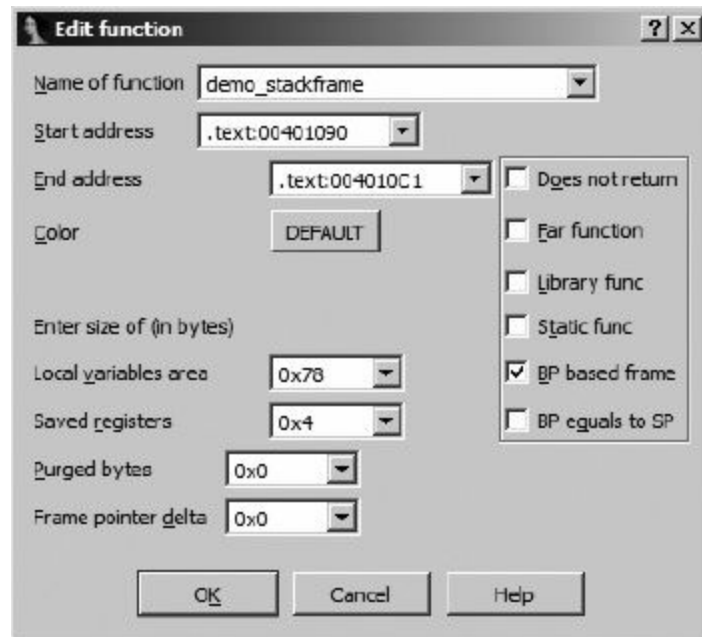 Edit function
Name of function demo_stackframe
Start address .text:00401090
End address .text:004010C1
Color DEFAULT
Enter size of (in bytes)
Local variables area 0x78
Saved registers 0x4
Purged bytes 0x0
Frame pointer delta 0x0
Does not return
Far function
Library func
Static func
BP based frame
BP equals to SP
OK Cancel Help